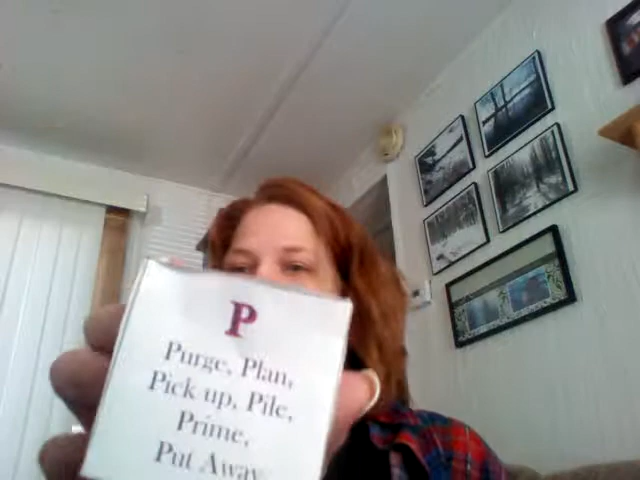 P
Purge, Plan,
Pick up, Pile,
Prime,
Put Away